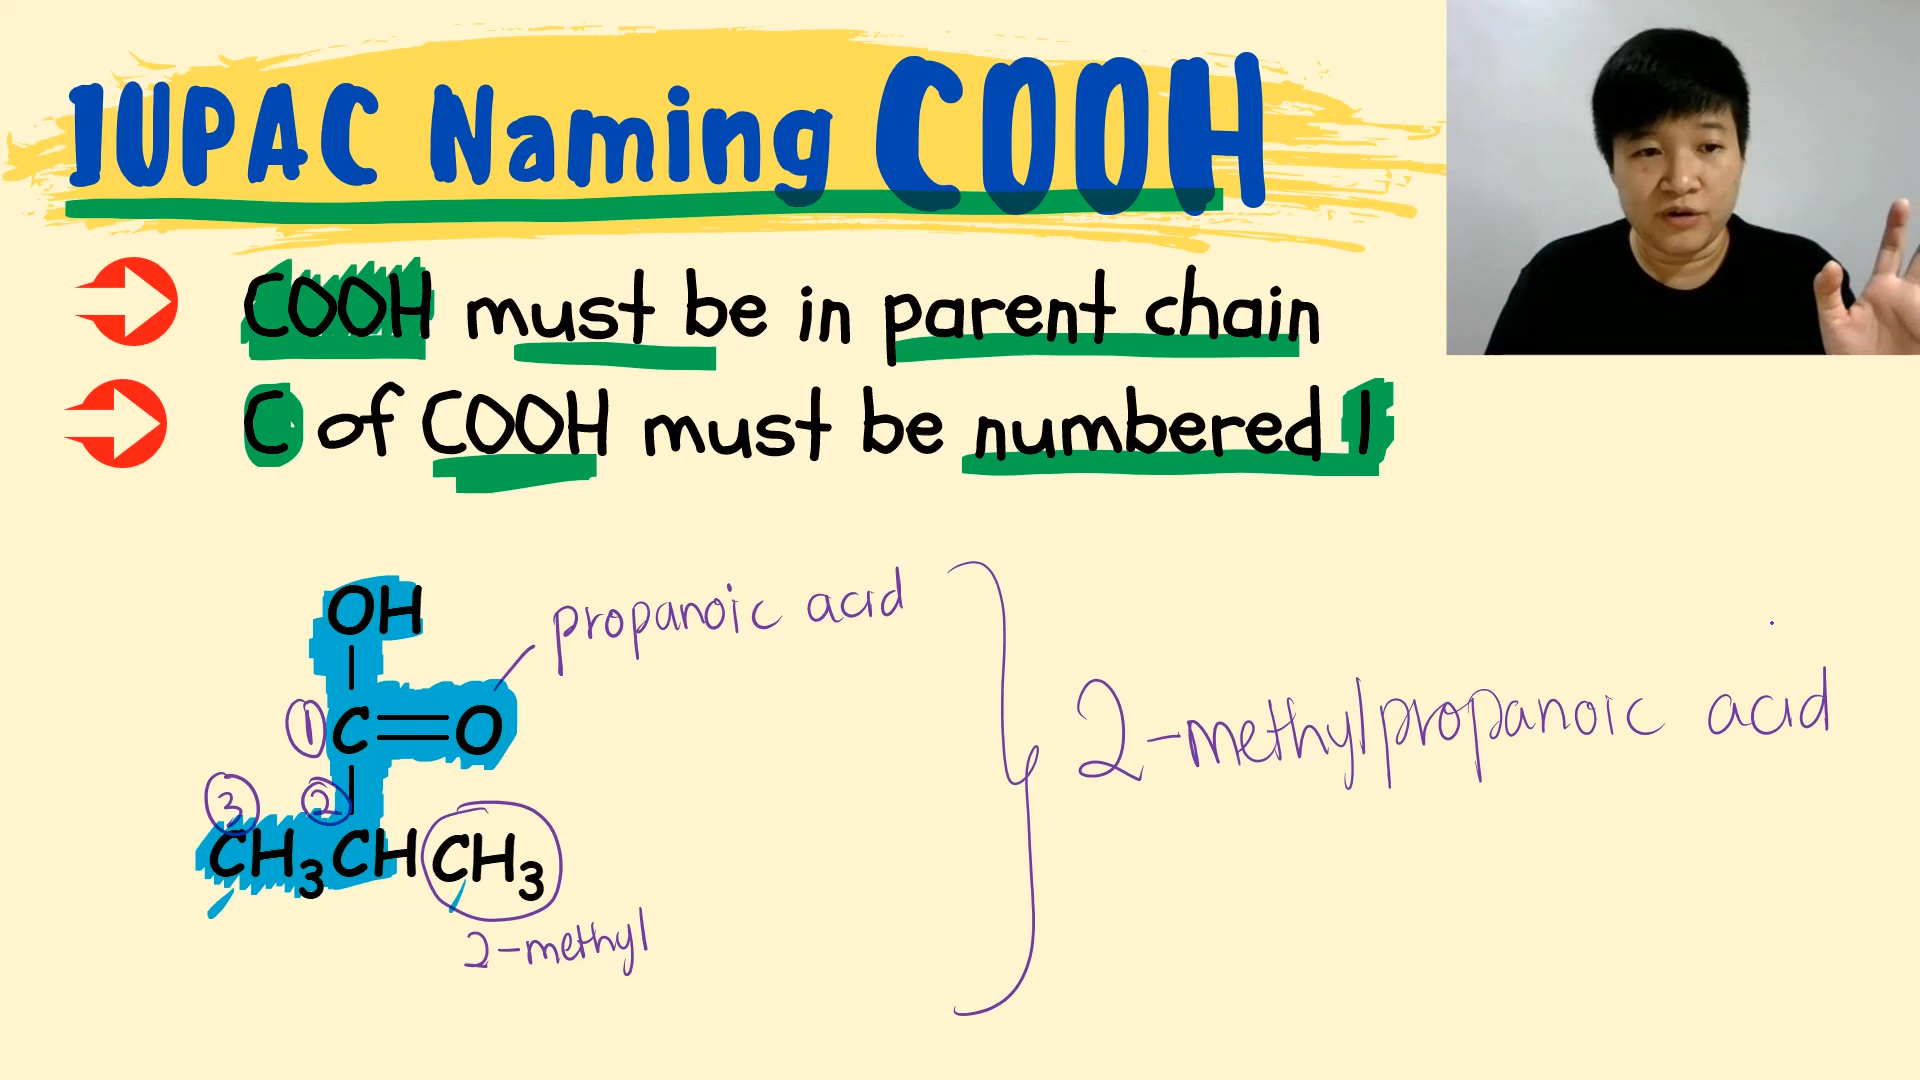 IUPAC Naming COOH
COOH must be in parent chain
C of COOH must be numbered 1
OH
propanoic acid
1 C=O
3 2
CH3CHCH3
2-methyl
2-methylpropanoic acid